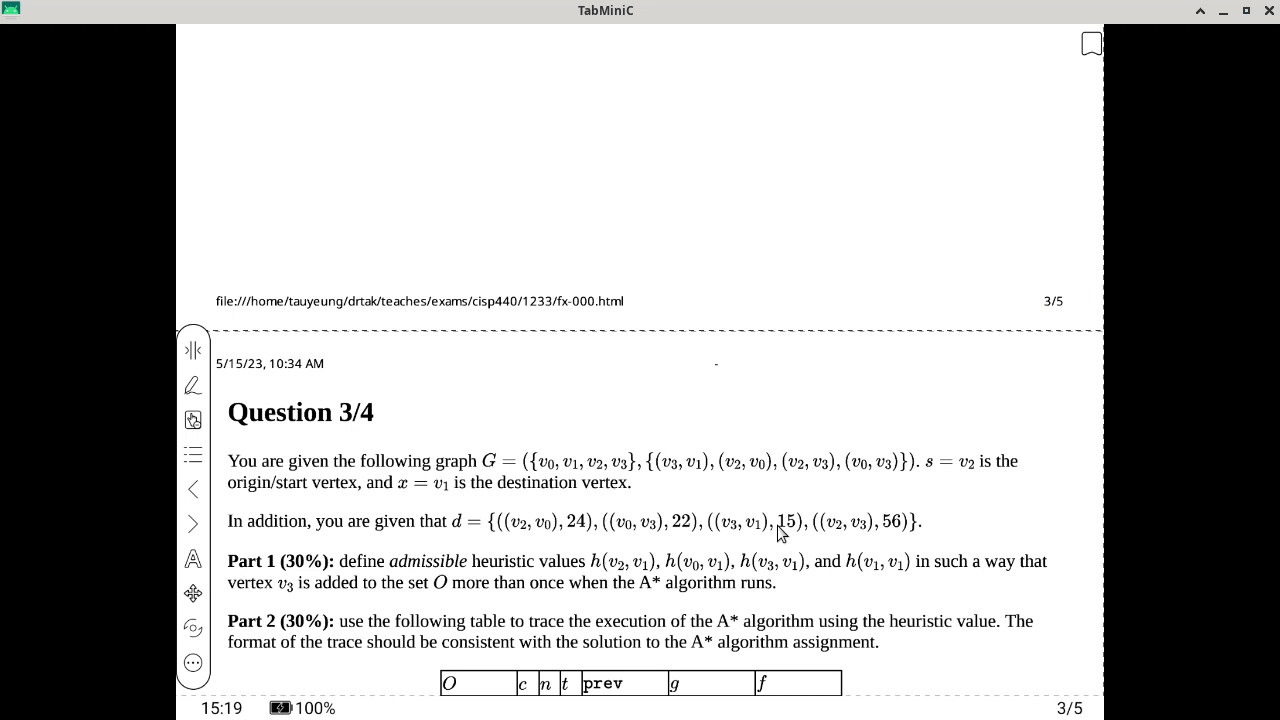 TabMiniC
file:///home/tauyeung/drtak/teaches/exams/cisp440/1233/fx-000.html 3/5
5/15/23, 10:34 AM -
Question 3/4
You are given the following graph G = ({v₀, v₁, v₂, v₃}, {(v₃, v₁), (v₂, v₀), (v₂, v₃), (v₀, v₃)}). s = v₂ is the
origin/start vertex, and x = v₁ is the destination vertex.
In addition, you are given that d = {((v₂, v₀), 24), ((v₀, v₃), 22), ((v₃, v₁), 15), ((v₂, v₃), 56)}.
Part 1 (30%): define admissible heuristic values h(v₂, v₁), h(v₀, v₁), h(v₃, v₁), and h(v₁, v₁) in such a way that
vertex v₃ is added to the set O more than once when the A* algorithm runs.
Part 2 (30%): use the following table to trace the execution of the A* algorithm using the heuristic value. The
format of the trace should be consistent with the solution to the A* algorithm assignment.
O c n t prev g f
15:19 100% 3/5